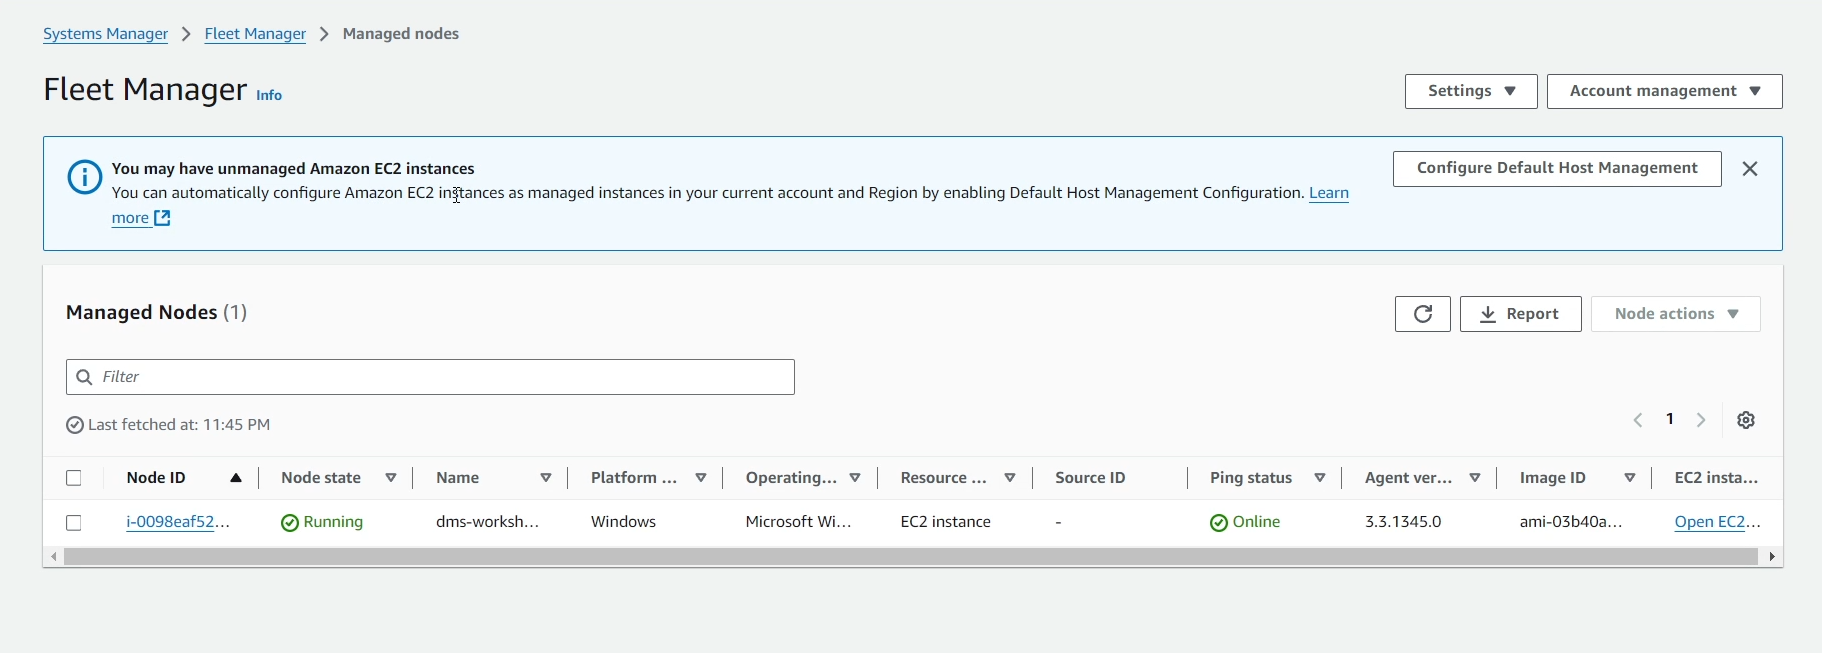 Systems Manager > Fleet Manager > Managed nodes
Fleet Manager Info
Settings Account management
You may have unmanaged Amazon EC2 instances
Configure Default Host Management
You can automatically configure Amazon EC2 instances as managed instances in your current account and Region by enabling Default Host Management Configuration. Learn
more
Managed Nodes (1)
Report Node actions
Filter
Last fetched at: 11:45 PM
1
Node ID Node state Name Platform ... Operating... Resource ... Source ID Ping status Agent ver... Image ID EC2 insta...
i-0098eaf52... Running dms-worksh... Windows Microsoft Wi... EC2 instance - Online 3.3.1345.0 ami-03b40a... Open EC2...